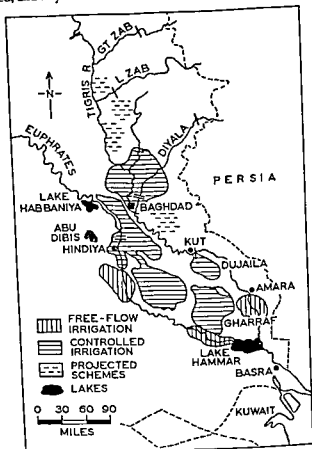 GT ZAB
L. ZAB
TIGRIS R.
-N-
DIYALA
EUPHRATES
PERSIA
LAKE
HABBANIYA
BAGHDAD
ABU
DIBIS
HINDIYA
KUT
DUJAILA
AMARA
GHARRAF
FREE-FLOW
IRRIGATION
CONTROLLED
IRRIGATION
PROJECTED
SCHEMES
LAKES
LAKE
HAMMAR
BASRA
KUWAIT
0 30 60 90
MILES